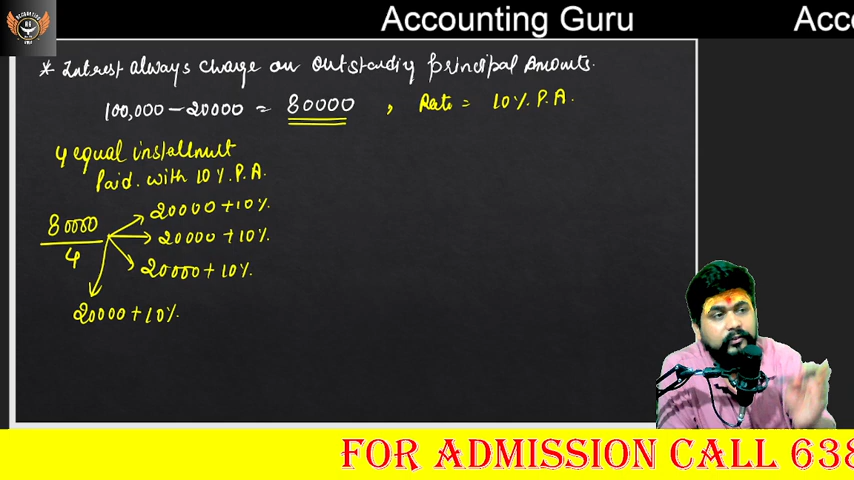 Accounting Guru
Acco
* Interest always charge on outstanding principal Amounts.
100,000 - 20000 = 80000 , Rate = 10% P.A.
4 equal installmut
Paid. with 10% P.A.
80000
4
20000 + 10%
20000 + 10%.
20000 + 10%.
20000 + 10%.
FOR ADMISSION CALL 638